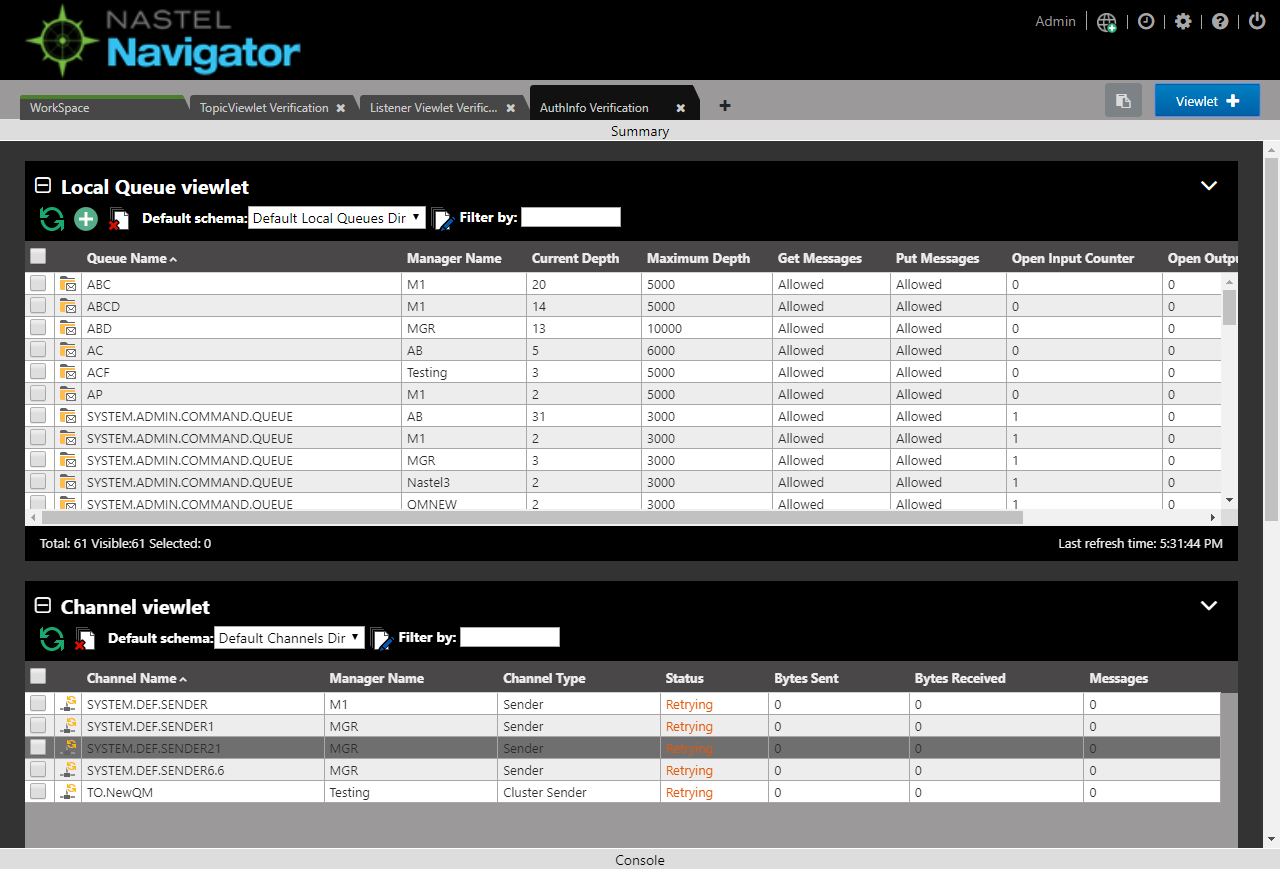 NASTEL
Navigator
Admin
WorkSpace TopicViewlet Verification Listener Viewlet Verific... AuthInfo Verification Viewlet
Summary
Local Queue viewlet
Default schema: Default Local Queues Dir Filter by:
Queue Name Manager Name Current Depth Maximum Depth Get Messages Put Messages Open Input Counter Open Outpu
ABC M1 20 5000 Allowed Allowed 0 0
ABCD M1 14 5000 Allowed Allowed 0 0
ABD MGR 13 10000 Allowed Allowed 0 0
AC AB 5 6000 Allowed Allowed 0 0
ACF Testing 3 5000 Allowed Allowed 0 0
AP M1 2 5000 Allowed Allowed 0 0
SYSTEM.ADMIN.COMMAND.QUEUE AB 31 3000 Allowed Allowed 1 0
SYSTEM.ADMIN.COMMAND.QUEUE M1 2 3000 Allowed Allowed 1 0
SYSTEM.ADMIN.COMMAND.QUEUE MGR 3 3000 Allowed Allowed 1 0
SYSTEM.ADMIN.COMMAND.QUEUE Nastel3 2 3000 Allowed Allowed 1 0
SYSTEM.ADMIN.COMMAND.QUEUE QMNEW 2 3000 Allowed Allowed 1 0
Total: 61 Visible:61 Selected: 0 Last refresh time: 5:31:44 PM
Channel viewlet
Default schema: Default Channels Dir Filter by:
Channel Name Manager Name Channel Type Status Bytes Sent Bytes Received Messages
SYSTEM.DEF.SENDER M1 Sender Retrying 0 0 0
SYSTEM.DEF.SENDER1 MGR Sender Retrying 0 0 0
SYSTEM.DEF.SENDER21 MGR Sender Retrying 0 0 0
SYSTEM.DEF.SENDER6.6 MGR Sender Retrying 0 0 0
TO.NewQM Testing Cluster Sender Retrying 0 0 0
Console